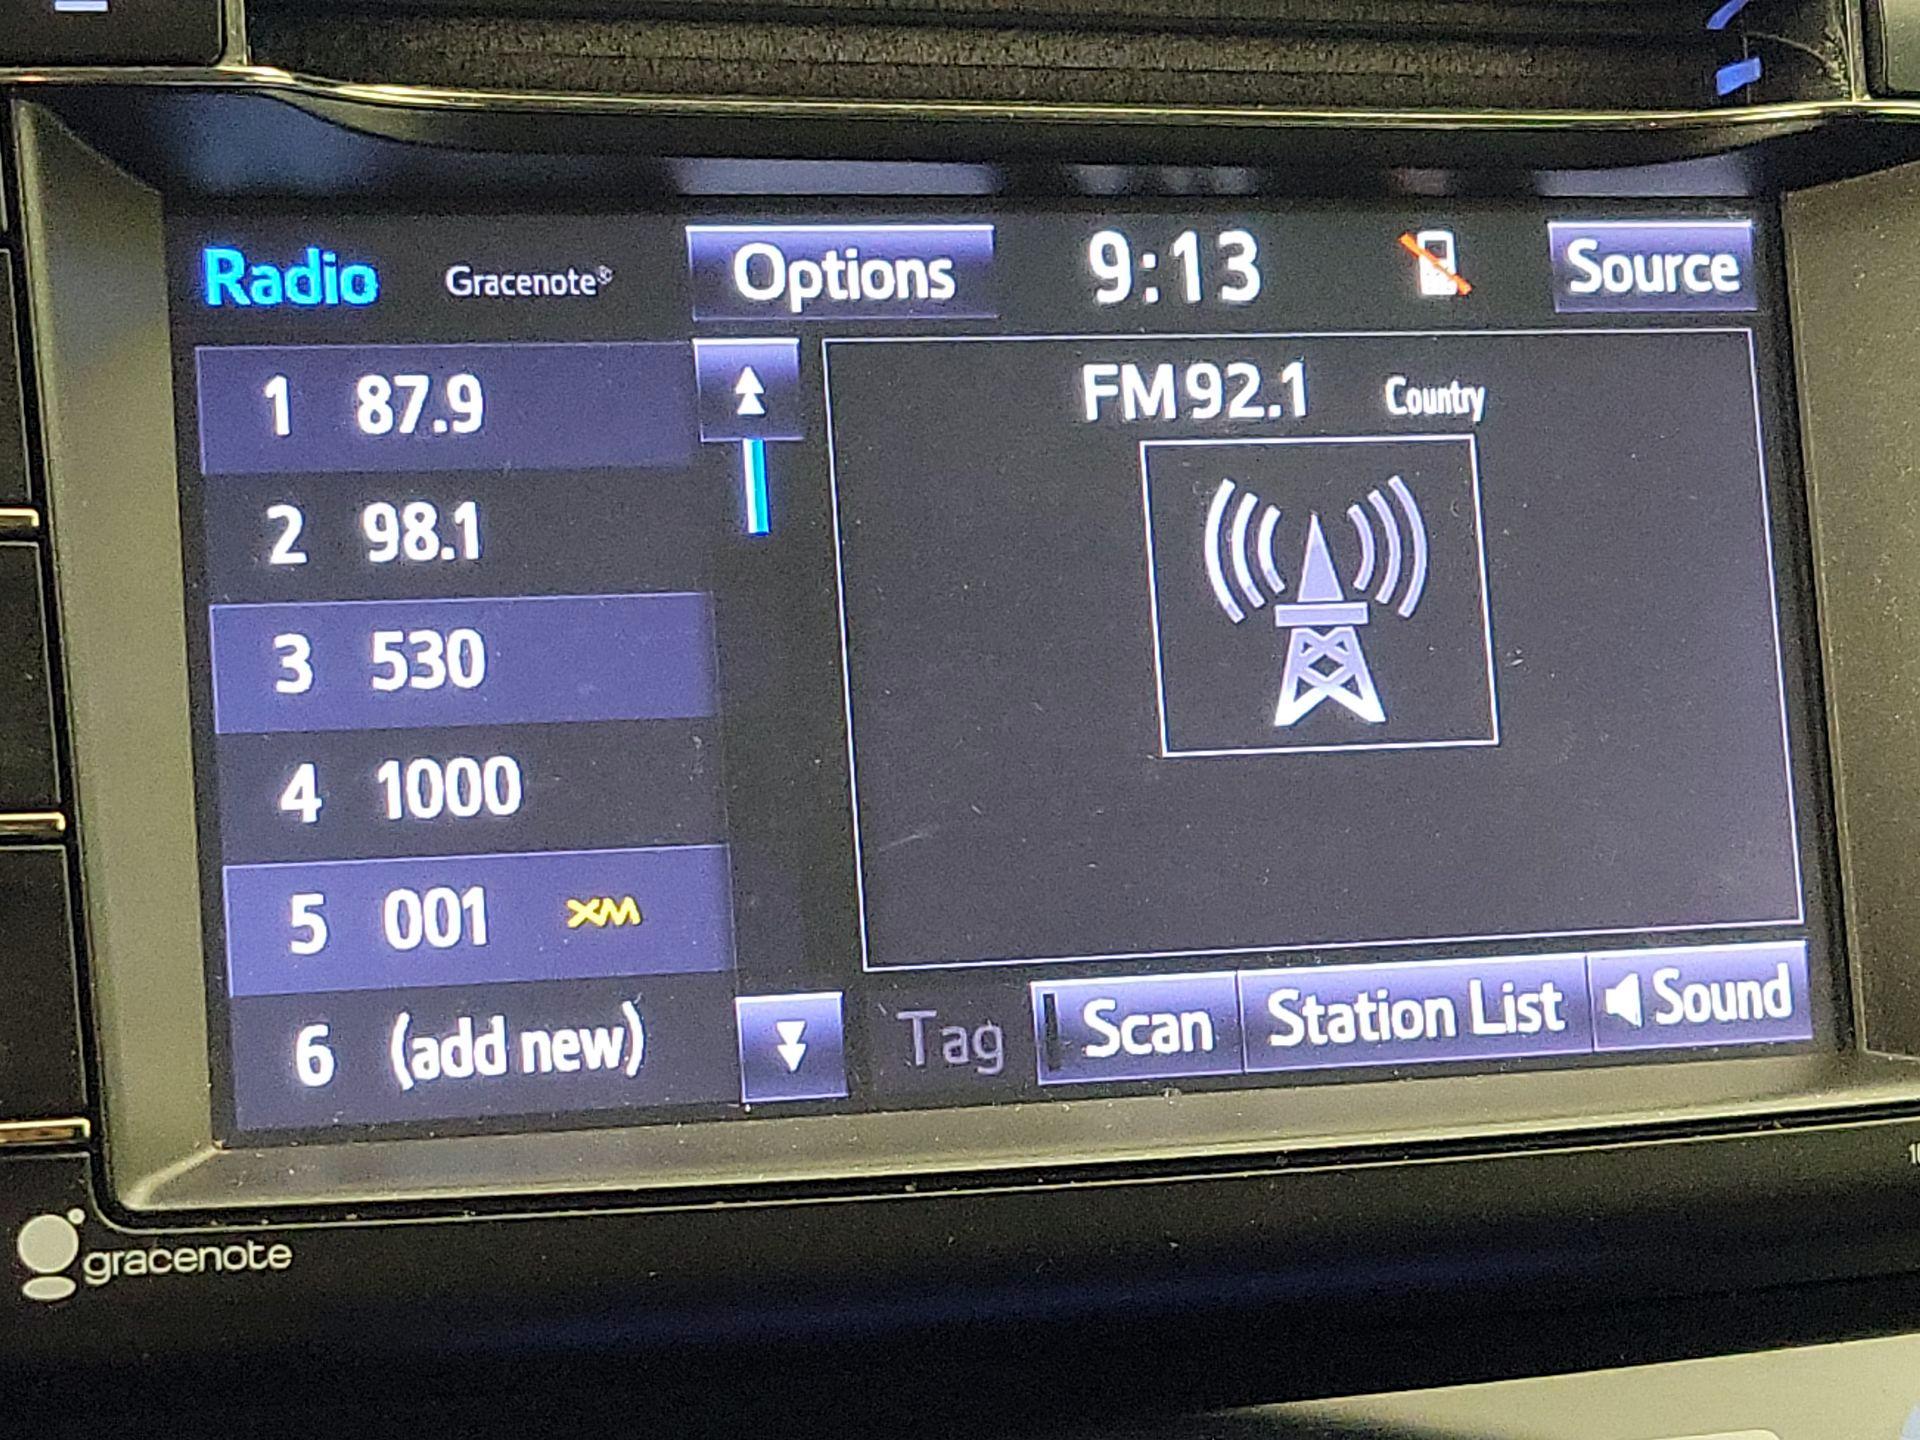 Radio Gracenote® Options 9:13 Source
1 87.9
2 98.1
3 530
4 1000
5 001 XM
6 (add new)
FM 92.1 Country
Tag Scan Station List Sound
gracenote